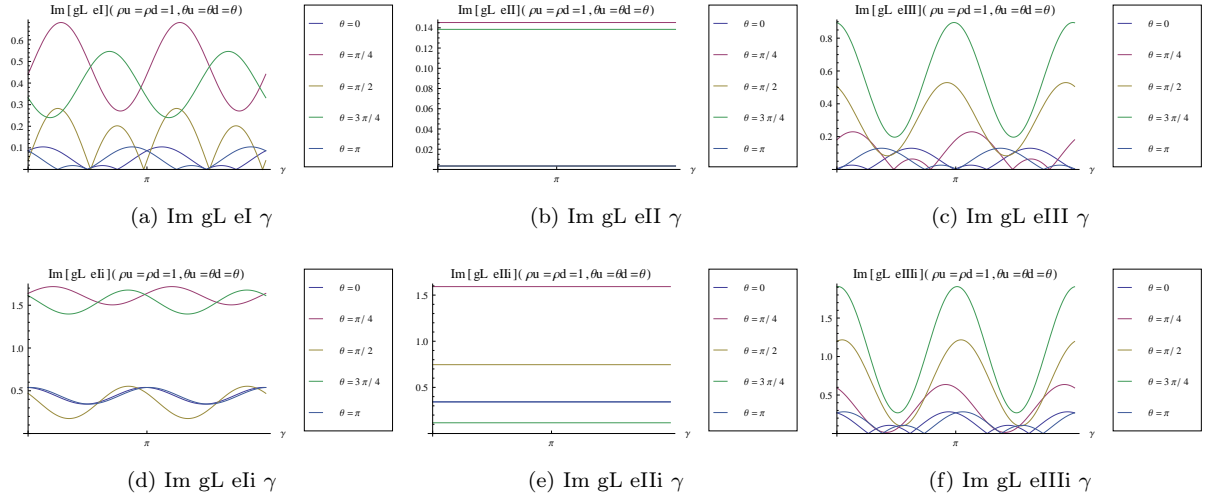 Im[gL eI](ρu=ρd=1,θu=θd=θ)
0.6
0.5
0.4
0.3
0.2
0.1
π
γ
θ=0
θ=π/4
θ=π/2
θ=3π/4
θ=π
(a) Im gL eI γ
Im[gL eII](ρu=ρd=1,θu=θd=θ)
0.14
0.12
0.10
0.08
0.06
0.04
0.02
π
γ
θ=0
θ=π/4
θ=π/2
θ=3π/4
θ=π
(b) Im gL eII γ
Im[gL eIII](ρu=ρd=1,θu=θd=θ)
0.8
0.6
0.4
0.2
π
γ
θ=0
θ=π/4
θ=π/2
θ=3π/4
θ=π
(c) Im gL eIII γ
Im[gL eIi](ρu=ρd=1,θu=θd=θ)
1.5
1.0
0.5
π
γ
θ=0
θ=π/4
θ=π/2
θ=3π/4
θ=π
(d) Im gL eIi γ
Im[gL eIIi](ρu=ρd=1,θu=θd=θ)
1.5
1.0
0.5
π
γ
θ=0
θ=π/4
θ=π/2
θ=3π/4
θ=π
(e) Im gL eIIi γ
Im[gL eIIIi](ρu=ρd=1,θu=θd=θ)
1.5
1.0
0.5
π
γ
θ=0
θ=π/4
θ=π/2
θ=3π/4
θ=π
(f) Im gL eIIIi γ